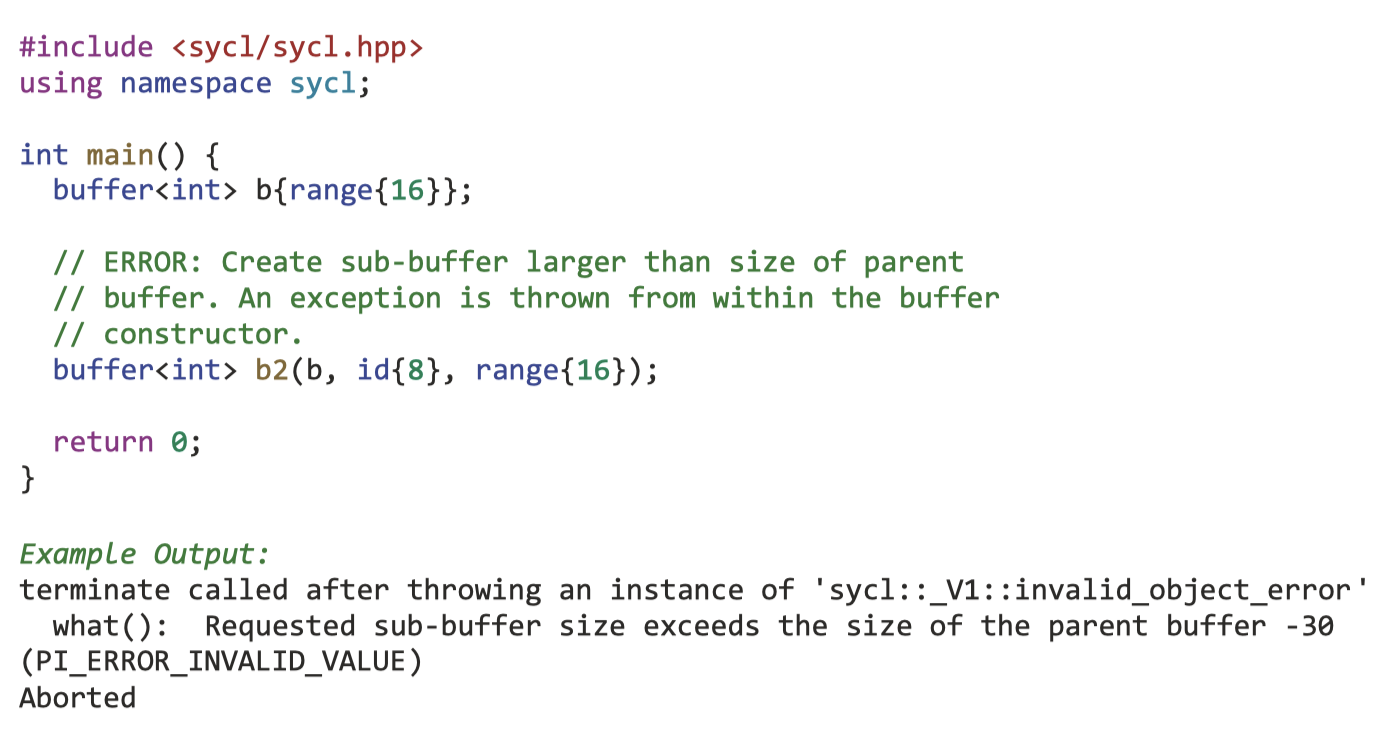 #include <sycl/sycl.hpp>
using namespace sycl;

int main() {
  buffer<int> b{range{16}};

  // ERROR: Create sub-buffer larger than size of parent
  // buffer. An exception is thrown from within the buffer
  // constructor.
  buffer<int> b2(b, id{8}, range{16});

  return 0;
}

Example Output:
terminate called after throwing an instance of 'sycl::_V1::invalid_object_error'
  what():  Requested sub-buffer size exceeds the size of the parent buffer -30
(PI_ERROR_INVALID_VALUE)
Aborted